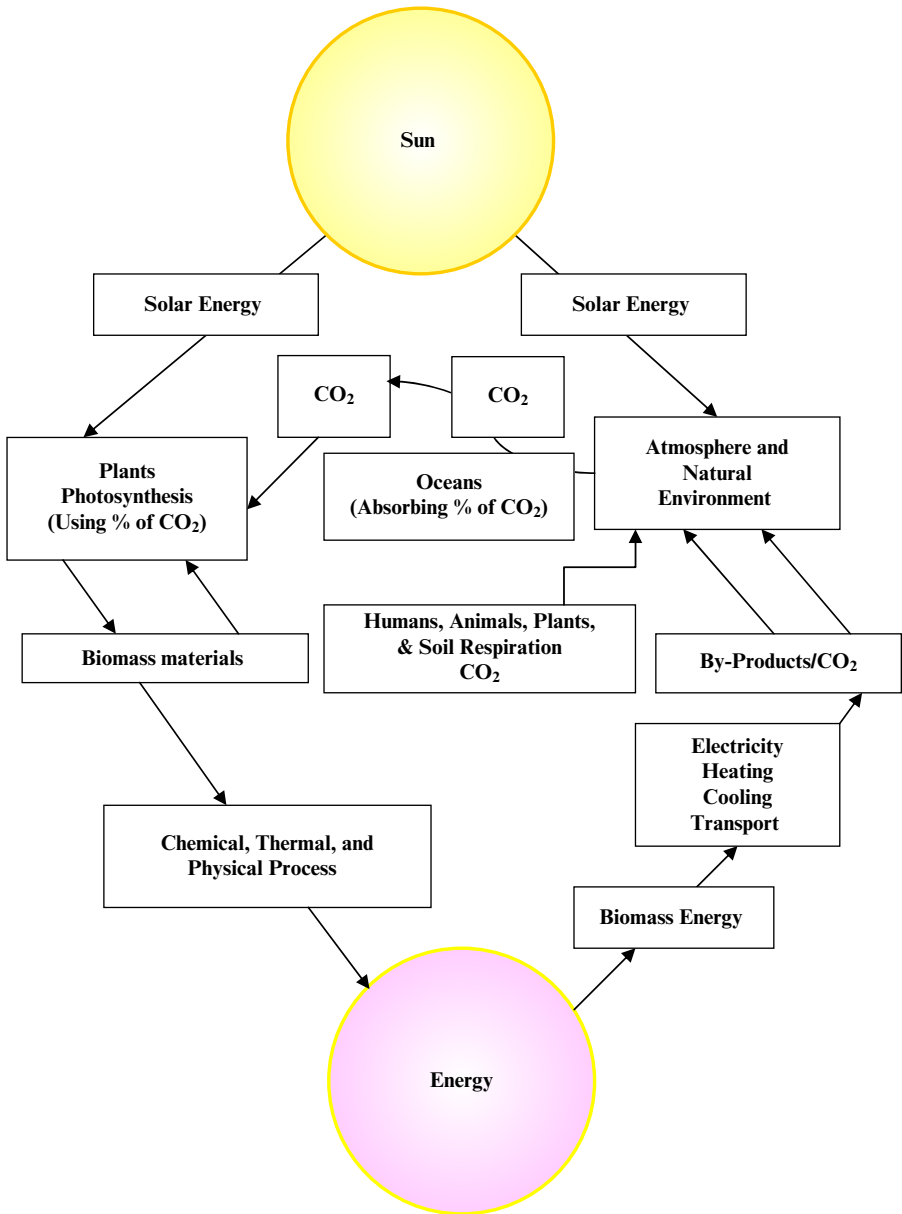 Sun
Solar Energy
Solar Energy
CO₂
CO₂
Plants
Photosynthesis
(Using % of CO₂)
Oceans
(Absorbing % of CO₂)
Atmosphere and
Natural
Environment
Humans, Animals, Plants,
& Soil Respiration
CO₂
Biomass materials
By-Products/CO₂
Electricity
Heating
Cooling
Transport
Chemical, Thermal, and
Physical Process
Biomass Energy
Energy